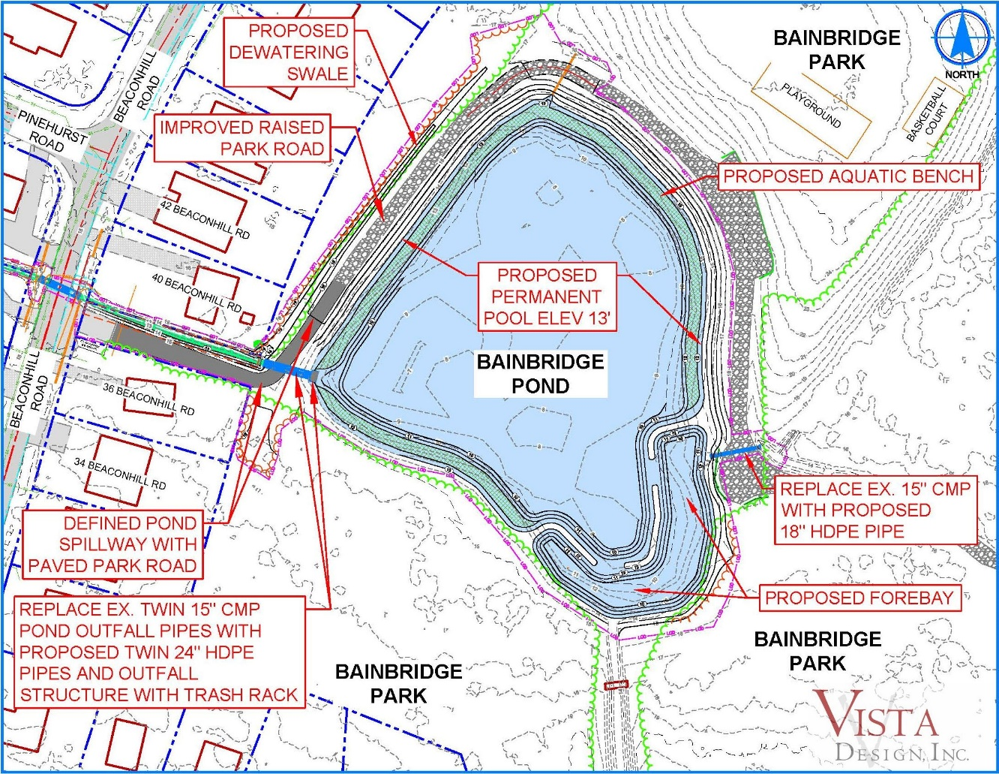 PROPOSED
DEWATERING
SWALE
BAINBRIDGE
PARK
NORTH
PLAYGROUND
BASKETBALL
COURT
BEACONHILL
ROAD
PINEHURST
ROAD
IMPROVED RAISED
PARK ROAD
PROPOSED AQUATIC BENCH
42 BEACONHILL RD
40 BEACONHILL RD
PROPOSED
PERMANENT
POOL ELEV 13'
BAINBRIDGE
POND
BEACONHILL
ROAD
36 BEACONHILL RD
34 BEACONHILL RD
REPLACE EX. 15" CMP
WITH PROPOSED
18" HDPE PIPE
DEFINED POND
SPILLWAY WITH
PAVED PARK ROAD
PROPOSED FOREBAY
REPLACE EX. TWIN 15" CMP
POND OUTFALL PIPES WITH
PROPOSED TWIN 24" HDPE
PIPES AND OUTFALL
STRUCTURE WITH TRASH RACK
BAINBRIDGE
PARK
BAINBRIDGE
PARK
VISTA
DESIGN, INC.